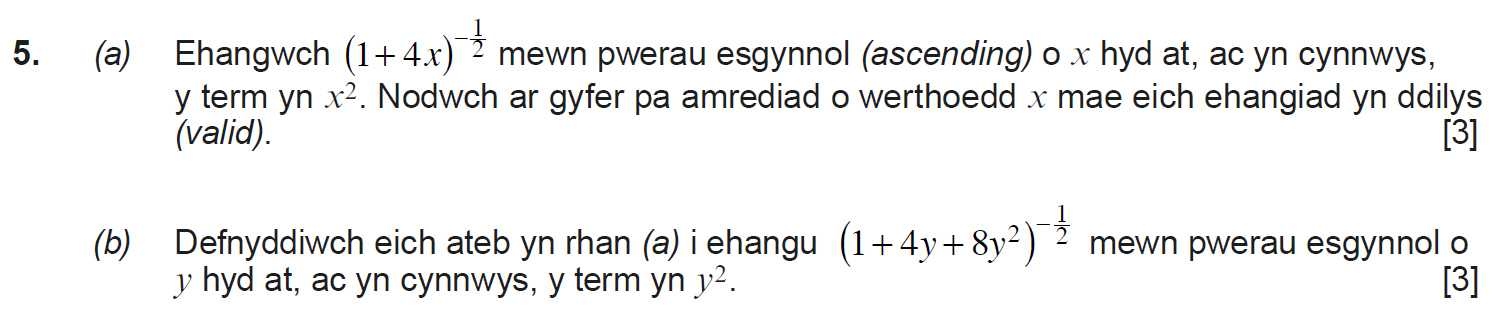 5. (a) Ehangwch (1+4x)^{-\frac{1}{2}} mewn pwerau esgynnol (ascending) o x hyd at, ac yn cynnwys,
y term yn x². Nodwch ar gyfer pa amrediad o werthoedd x mae eich ehangiad yn ddilys
(valid). [3]
(b) Defnyddiwch eich ateb yn rhan (a) i ehangu (1+4y+8y²)^{-\frac{1}{2}} mewn pwerau esgynnol o
y hyd at, ac yn cynnwys, y term yn y². [3]